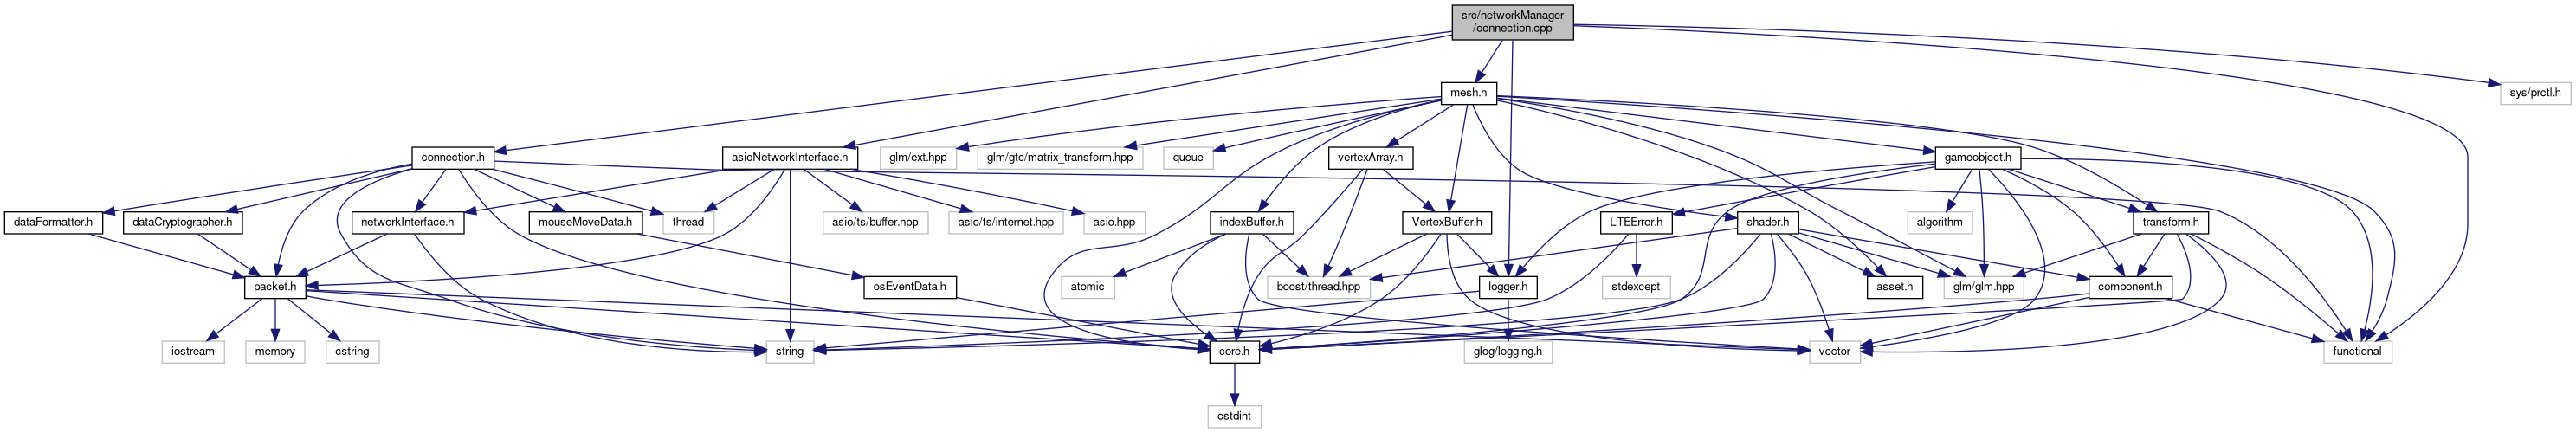 src/networkManager
/connection.cpp
mesh.h
sys/prctl.h
connection.h
asioNetworkInterface.h
glm/ext.hpp
glm/gtc/matrix_transform.hpp
queue
vertexArray.h
gameobject.h
dataFormatter.h
dataCryptographer.h
networkInterface.h
mouseMoveData.h
thread
asio/ts/buffer.hpp
asio/ts/internet.hpp
asio.hpp
indexBuffer.h
VertexBuffer.h
LTEError.h
shader.h
algorithm
transform.h
packet.h
osEventData.h
atomic
boost/thread.hpp
logger.h
stdexcept
asset.h
glm/glm.hpp
component.h
iostream
memory
cstring
string
core.h
glog/logging.h
vector
functional
cstdint